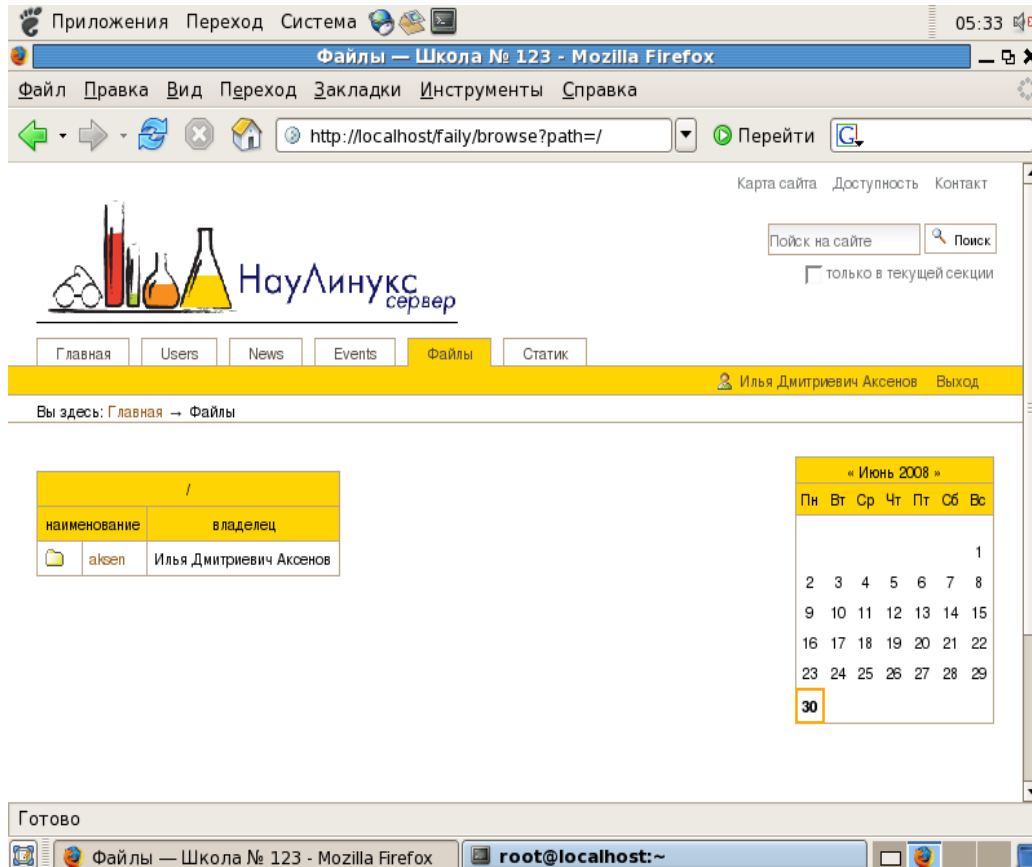 Приложения Переход Система 05:33
Файлы — Школа № 123 - Mozilla Firefox
Файл Правка Вид Переход Закладки Инструменты Справка
http://localhost/faily/browse?path=/ Перейти G
Карта сайта Доступность Контакт
Пойск на сайте Поиск
только в текущей секции
НауЛинукс
сервер
Главная Users News Events Файлы Статик
Илья Дмитриевич Аксенов Выход
Вы здесь: Главная → Файлы
/
наименование владелец
aksen Илья Дмитриевич Аксенов
« Июнь 2008 »
Пн Вт Ср Чт Пт Сб Вс
1
2 3 4 5 6 7 8
9 10 11 12 13 14 15
16 17 18 19 20 21 22
23 24 25 26 27 28 29
30
Готово
Файлы — Школа № 123 - Mozilla Firefox root@localhost:~